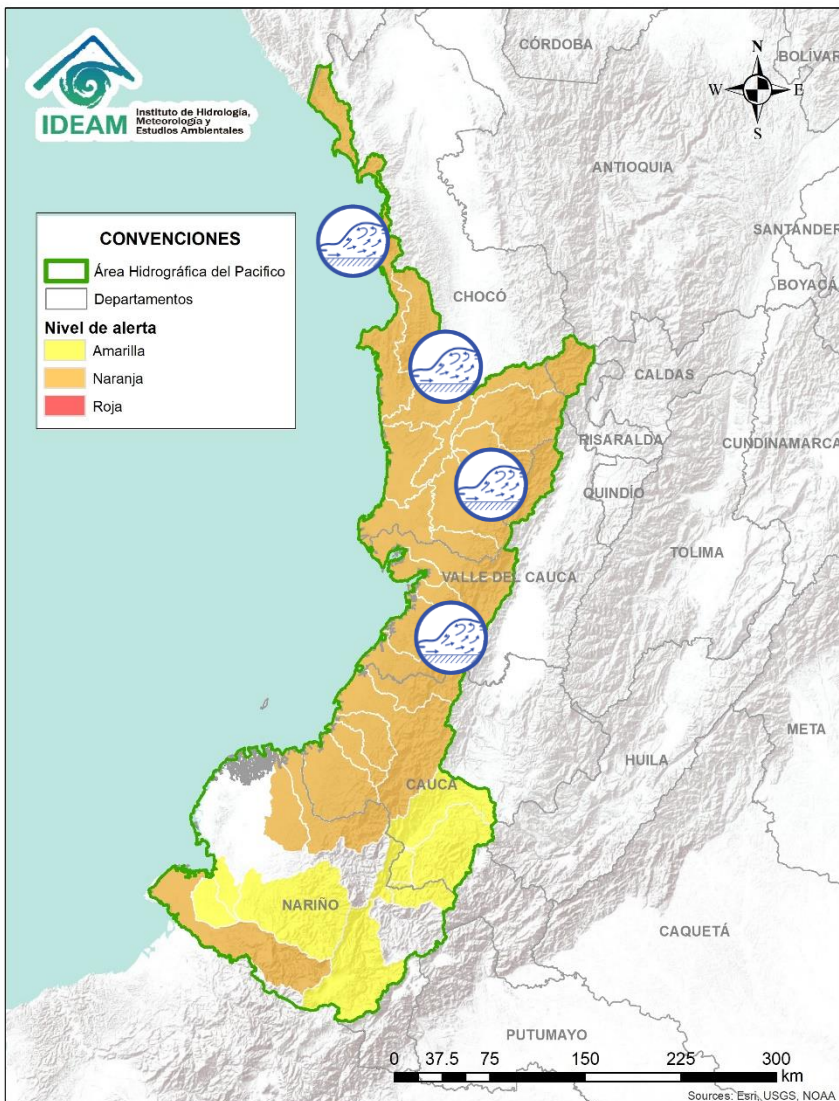 IDEAM
Instituto de Hidrología,
Meteorología y
Estudios Ambientales
CÓRDOBA
BOLÍVAR
N
W
E
S
ANTIOQUIA
SANTANDER
BOYACÁ
CONVENCIONES
Área Hidrográfica del Pacifico
Departamentos
Nivel de alerta
Amarilla
Naranja
Roja
CHOCÓ
CALDAS
RISARALDA
CUNDINAMARCA
QUINDÍO
TOLIMA
VALLE DEL CAUCA
META
HUILA
CAUCA
NARIÑO
CAQUETÁ
PUTUMAYO
0 37.5 75 150 225 300
km
Sources: Esri, USGS, NOAA